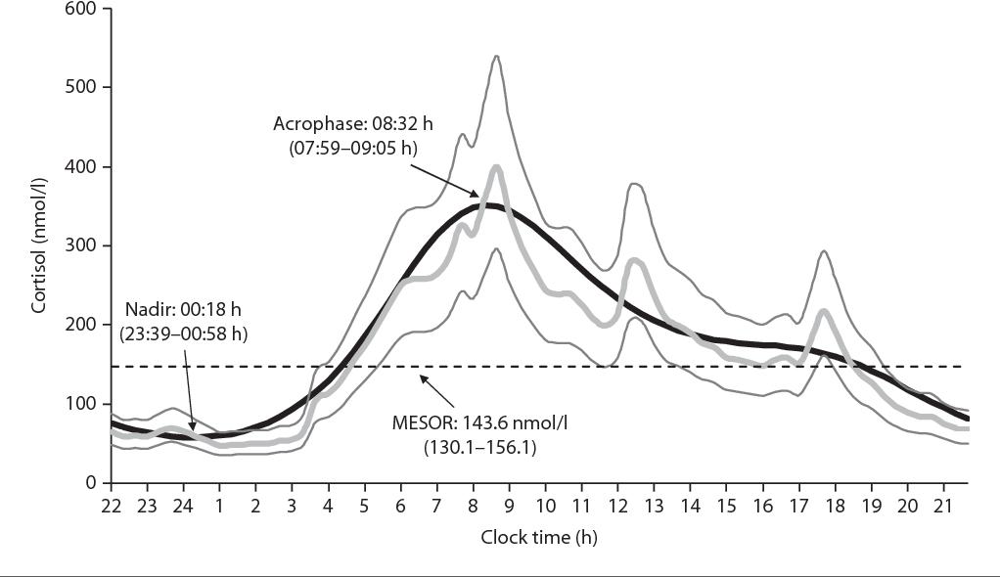 600
500
400
300
200
100
0
Cortisol (nmol/l)
Acrophase: 08:32 h
(07:59–09:05 h)
Nadir: 00:18 h
(23:39–00:58 h)
MESOR: 143.6 nmol/l
(130.1–156.1)
22 23 24 1 2 3 4 5 6 7 8 9 10 11 12 13 14 15 16 17 18 19 20 21
Clock time (h)